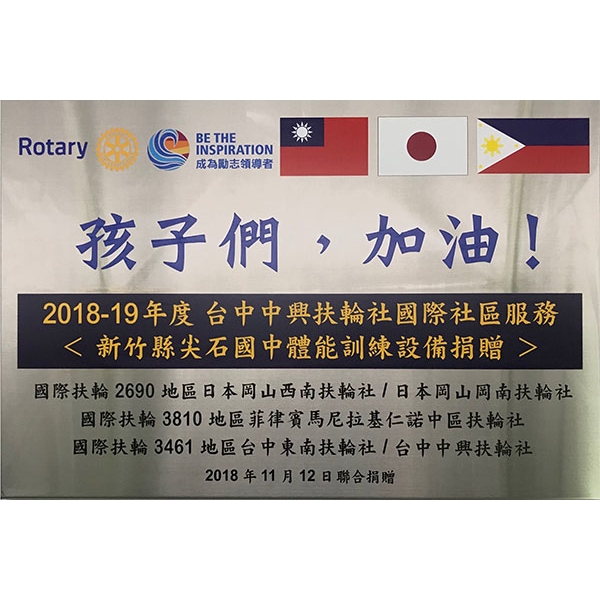 Rotary
BE THE
INSPIRATION
成為勵志領導者
孩子們，加油！
2018-19年度 台中中興扶輪社國際社區服務
< 新竹縣尖石國中體能訓練設備捐贈 >
國際扶輪 2690 地區日本岡山西南扶輪社 / 日本岡山岡南扶輪社
國際扶輪 3810 地區菲律賓馬尼拉基仁諾中區扶輪社
國際扶輪 3461 地區台中東南扶輪社 / 台中中興扶輪社
2018 年 11 月 12 日聯合捐贈